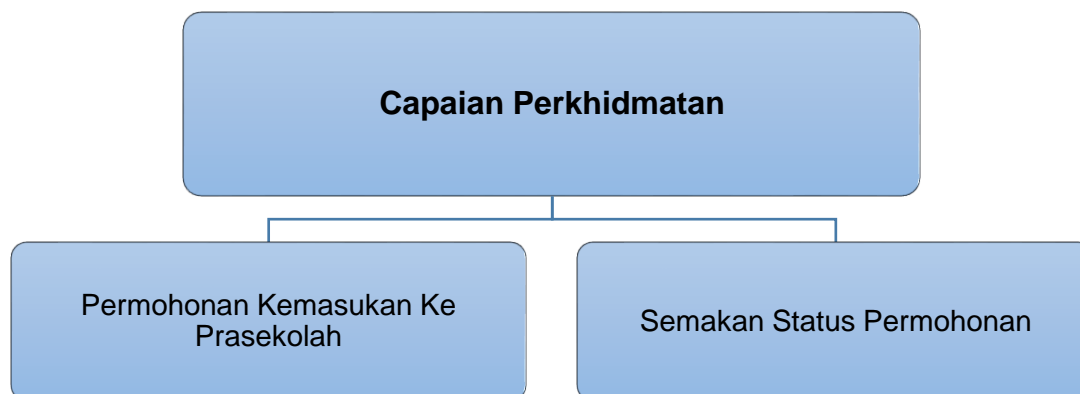 Capaian Perkhidmatan
Permohonan Kemasukan Ke
Prasekolah
Semakan Status Permohonan